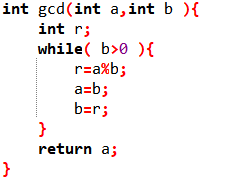 int gcd(int a,int b ){
    int r;
    while( b>0 ){
        r=a%b;
        a=b;
        b=r;
    }
    return a;
}